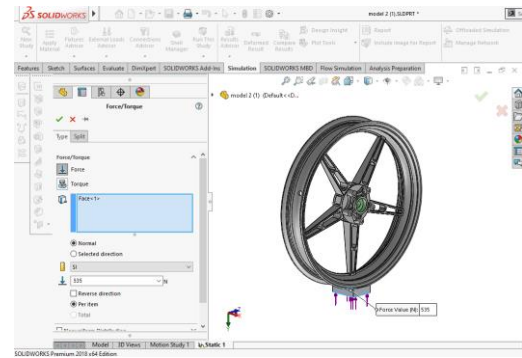 SOLIDWORKS
model 2 (1).SLDPRT *
New Study
Apply Material
Fixtures Advisor
External Loads Advisor
Connections Advisor
Shell Manager
Run This Study
Results Advisor
Deformed Result
Compare Results
Plot Tools
Design Insight
Report
Include Image for Report
Offloaded Simulation
Manage Network
Features Sketch Surfaces Evaluate DimXpert SOLIDWORKS Add-Ins Simulation SOLIDWORKS MBD Flow Simulation Analysis Preparation
model 2 (1) (Default<<D...
Force/Torque
Type Split
Force/Torque
Force
Torque
Face<1>
Normal
Selected direction
SI
535 N
Reverse direction
Per item
Total
Force Value (N): 535
Model 3D Views Motion Study 1 Static 1
SOLIDWORKS Premium 2018 x64 Edition